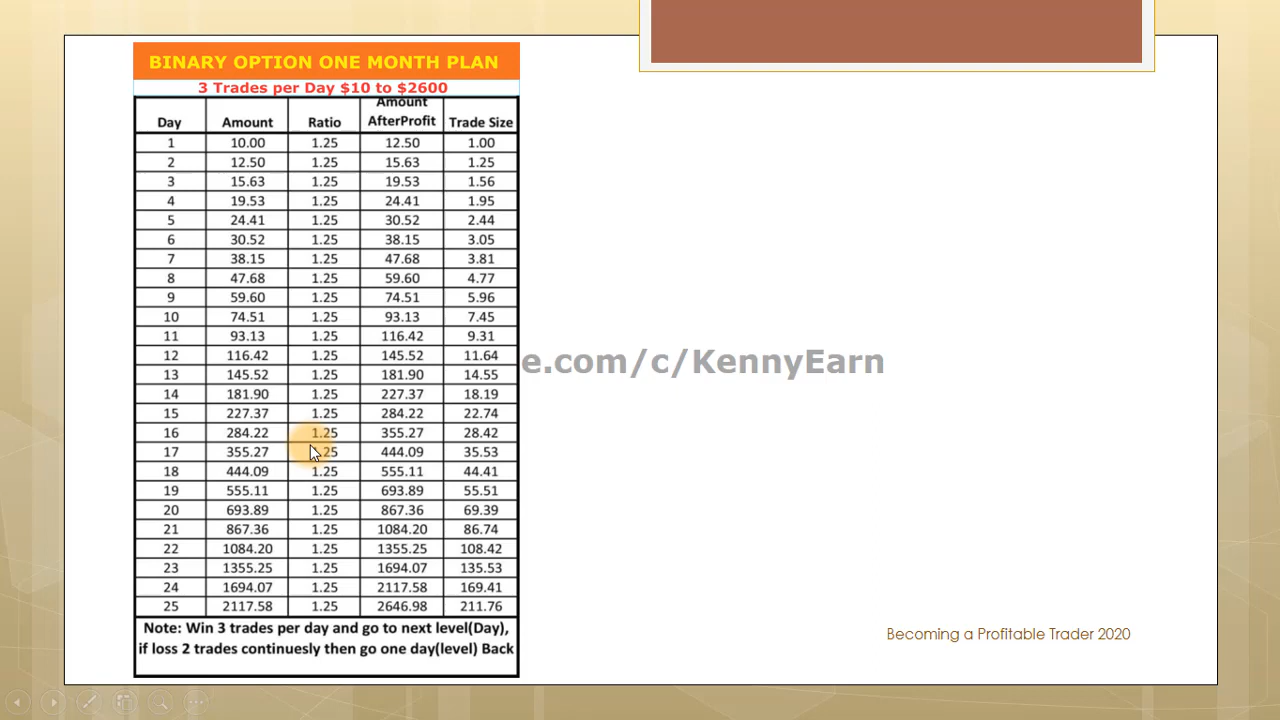 BINARY OPTION ONE MONTH PLAN
3 Trades per Day $10 to $2600
Day Amount Ratio Amount AfterProfit Trade Size
1 10.00 1.25 12.50 1.00
2 12.50 1.25 15.63 1.25
3 15.63 1.25 19.53 1.56
4 19.53 1.25 24.41 1.95
5 24.41 1.25 30.52 2.44
6 30.52 1.25 38.15 3.05
7 38.15 1.25 47.68 3.81
8 47.68 1.25 59.60 4.77
9 59.60 1.25 74.51 5.96
10 74.51 1.25 93.13 7.45
11 93.13 1.25 116.42 9.31
12 116.42 1.25 145.52 11.64
13 145.52 1.25 181.90 14.55
14 181.90 1.25 227.37 18.19
15 227.37 1.25 284.22 22.74
16 284.22 1.25 355.27 28.42
17 355.27 1.25 444.09 35.53
18 444.09 1.25 555.11 44.41
19 555.11 1.25 693.89 55.51
20 693.89 1.25 867.36 69.39
21 867.36 1.25 1084.20 86.74
22 1084.20 1.25 1355.25 108.42
23 1355.25 1.25 1694.07 135.53
24 1694.07 1.25 2117.58 169.41
25 2117.58 1.25 2646.98 211.76
Note: Win 3 trades per day and go to next level(Day),
if loss 2 trades continuesly then go one day(level) Back
e.com/c/KennyEarn
Becoming a Profitable Trader 2020